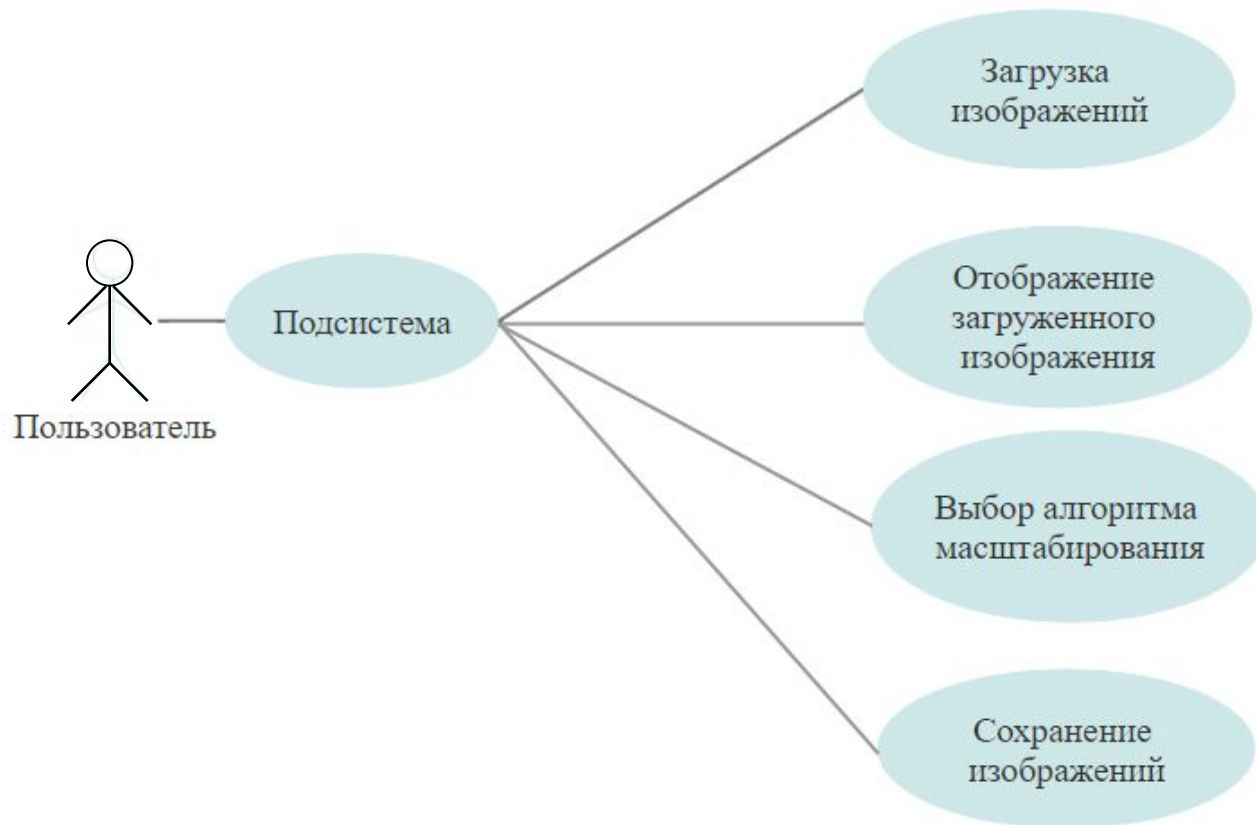 Загрузка
изображений
Отображение
загруженного
изображения
Подсистема
Пользователь
Выбор алгоритма
масштабирования
Сохранение
изображений